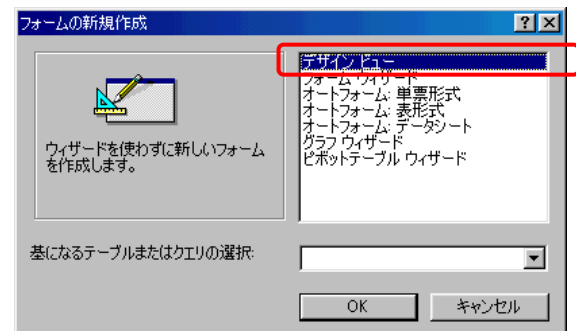 フォームの新規作成
デザイン ビュー
フォーム ウィザード
オートフォーム: 単票形式
オートフォーム: 表形式
オートフォーム: データシート
グラフ ウィザード
ピボットテーブル ウィザード
ウィザードを使わずに新しいフォーム
を作成します。
基になるテーブルまたはクエリの選択:
OK
キャンセル